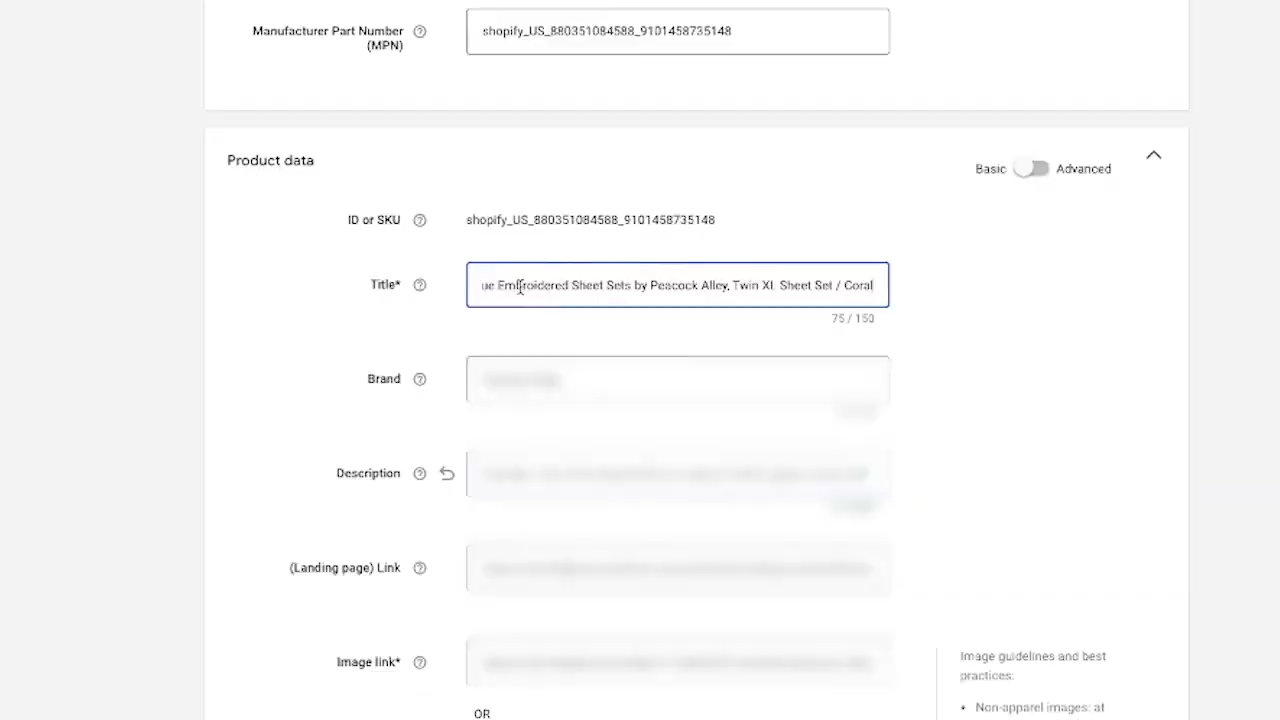 Manufacturer Part Number
(MPN)
shopify_US_880351084588_9101458735148
Product data
Basic
Advanced
ID or SKU
shopify_US_880351084588_9101458735148
Title*
ue Embroidered Sheet Sets by Peacock Alley, Twin XL Sheet Set / Coral
75 / 150
Brand
Description
(Landing page) Link
Image link*
Image guidelines and best
practices:
• Non-apparel images: at
OR